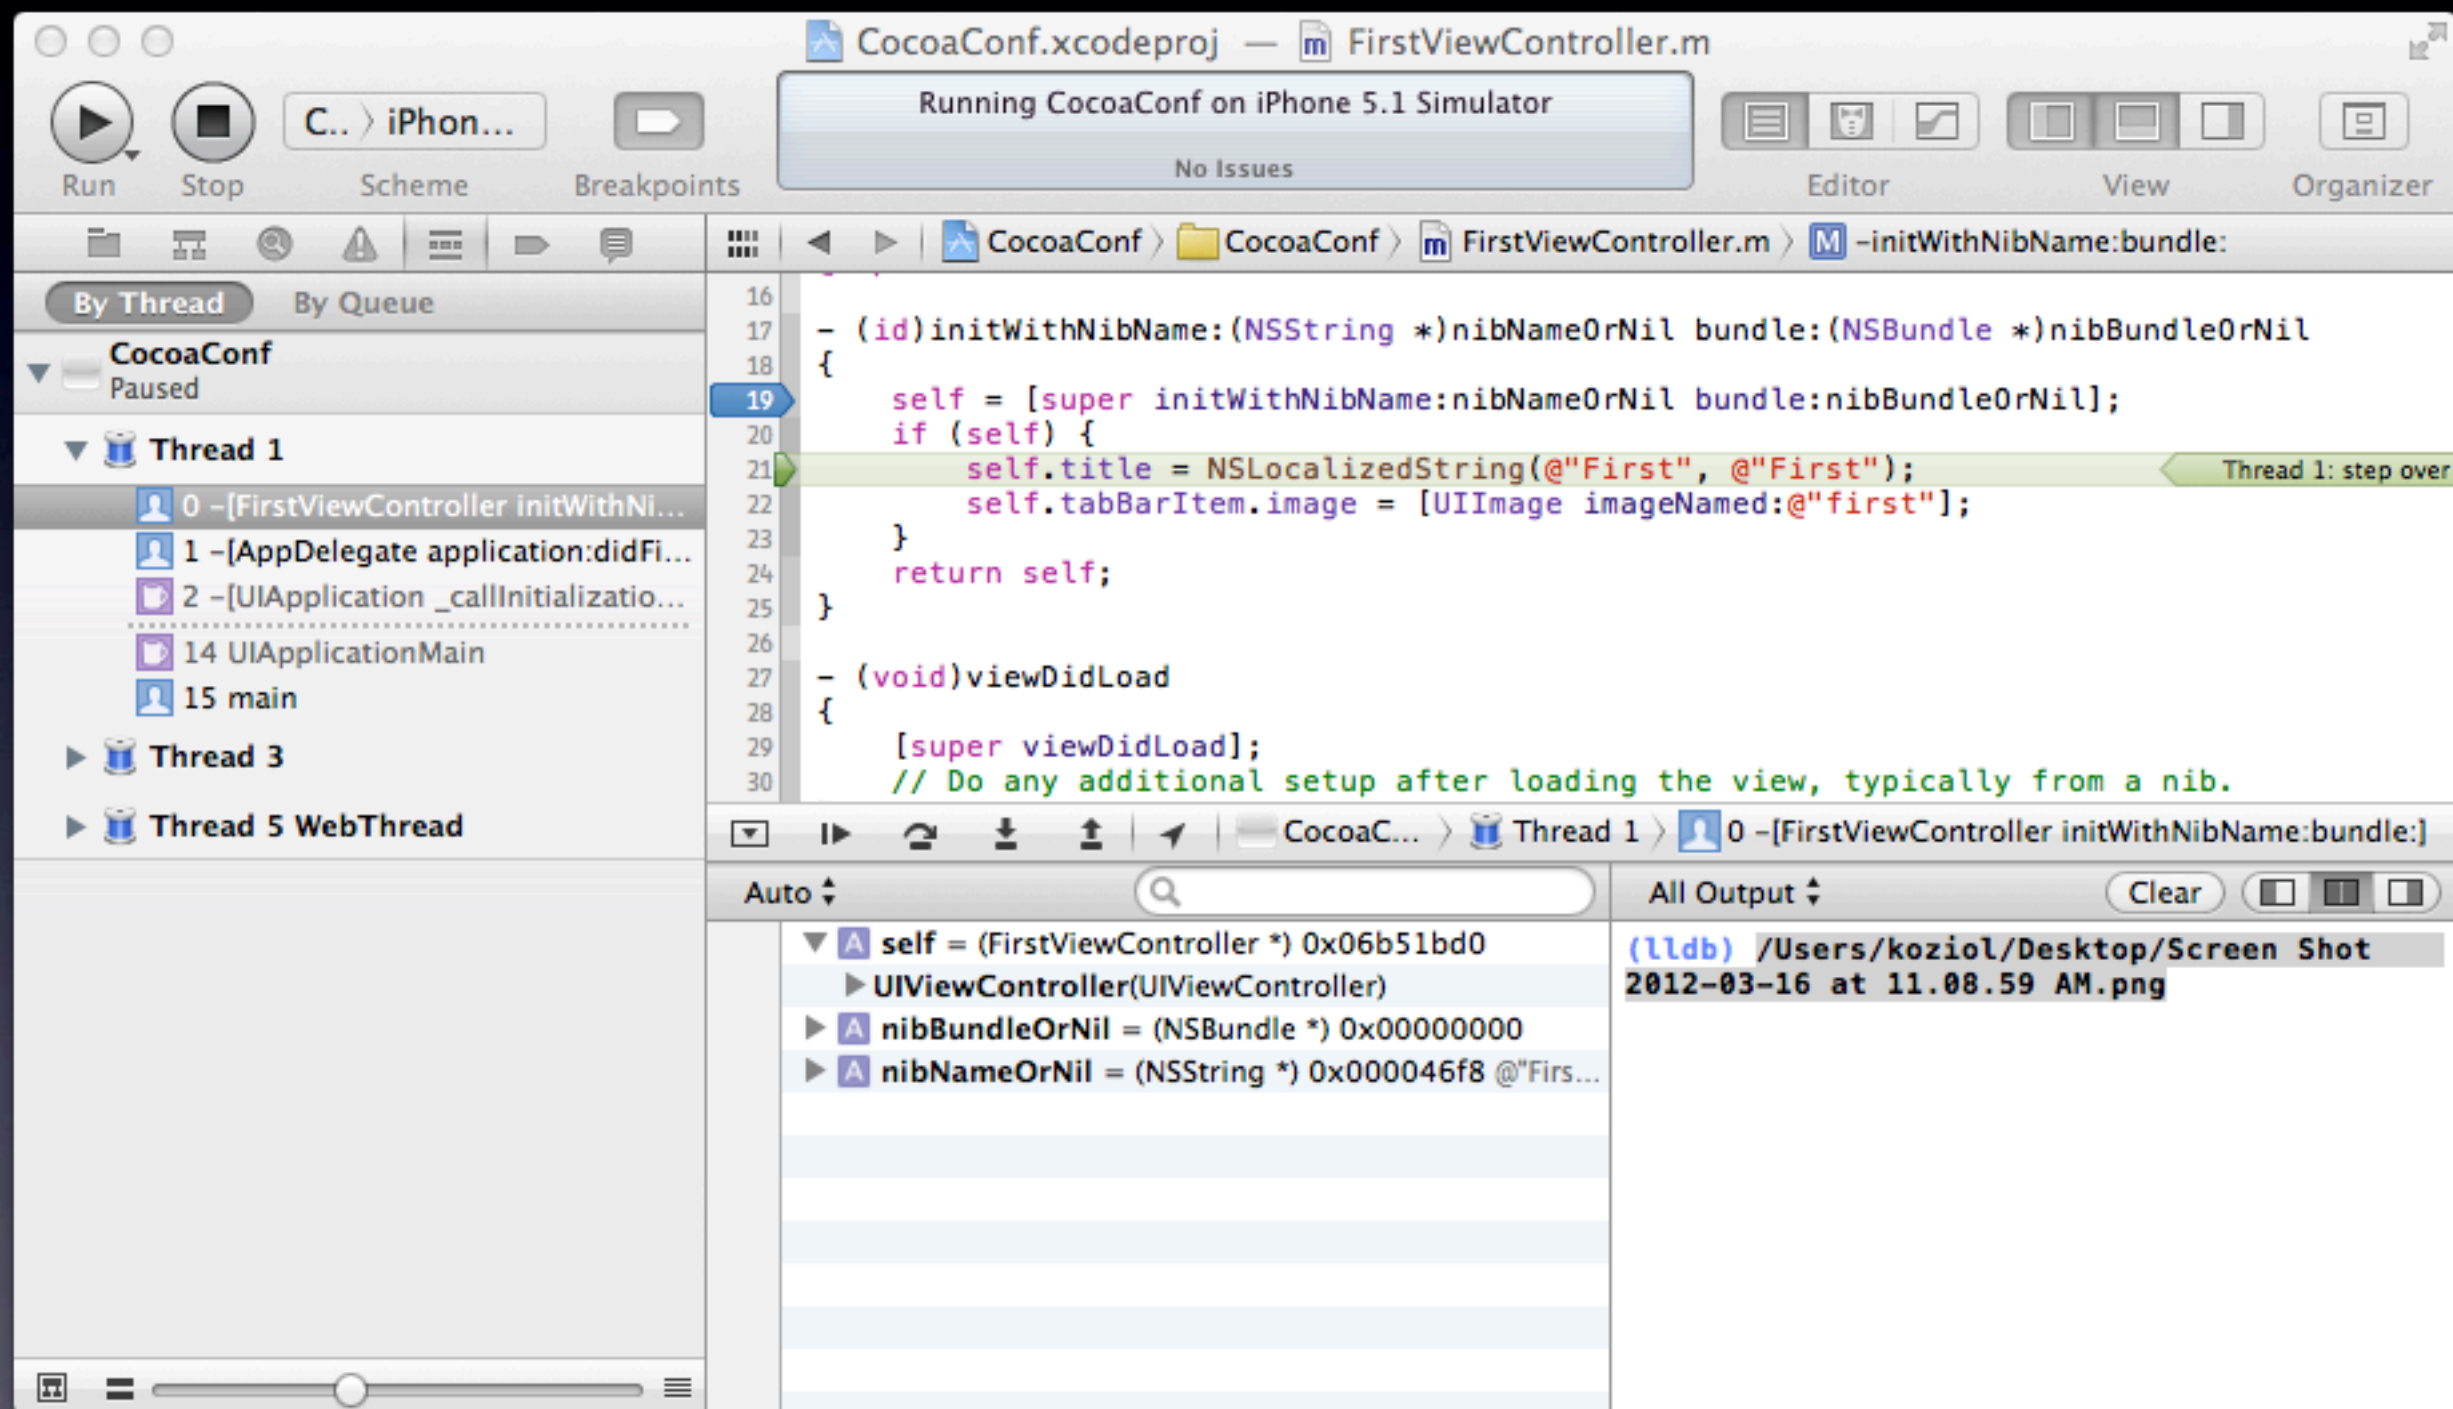 CocoaConf.xcodeproj — FirstViewController.m
Run
Stop
C.. 〉 iPhon...
Scheme
Breakpoints
Running CocoaConf on iPhone 5.1 Simulator
No Issues
Editor
View
Organizer
CocoaConf 〉 CocoaConf 〉 m FirstViewController.m 〉 M -initWithNibName:bundle:
By Thread By Queue
CocoaConf
Paused
Thread 1
0 -[FirstViewController initWithNi...
1 -[AppDelegate application:didFi...
2 -[UIApplication _callInitializatio...
14 UIApplicationMain
15 main
Thread 3
Thread 5 WebThread
16
17 - (id)initWithNibName:(NSString *)nibNameOrNil bundle:(NSBundle *)nibBundleOrNil
18 {
19 self = [super initWithNibName:nibNameOrNil bundle:nibBundleOrNil];
20 if (self) {
21 self.title = NSLocalizedString(@"First", @"First"); Thread 1: step over
22 self.tabBarItem.image = [UIImage imageNamed:@"first"];
23 }
24 return self;
25 }
26
27 - (void)viewDidLoad
28 {
29 [super viewDidLoad];
30 // Do any additional setup after loading the view, typically from a nib.
CocoaC... 〉 Thread 1 〉 0 -[FirstViewController initWithNibName:bundle:]
Auto
All Output
Clear
A self = (FirstViewController *) 0x06b51bd0
UIViewController(UIViewController)
A nibBundleOrNil = (NSBundle *) 0x00000000
A nibNameOrNil = (NSString *) 0x000046f8 @"Firs...
(lldb) /Users/koziol/Desktop/Screen Shot
2012-03-16 at 11.08.59 AM.png